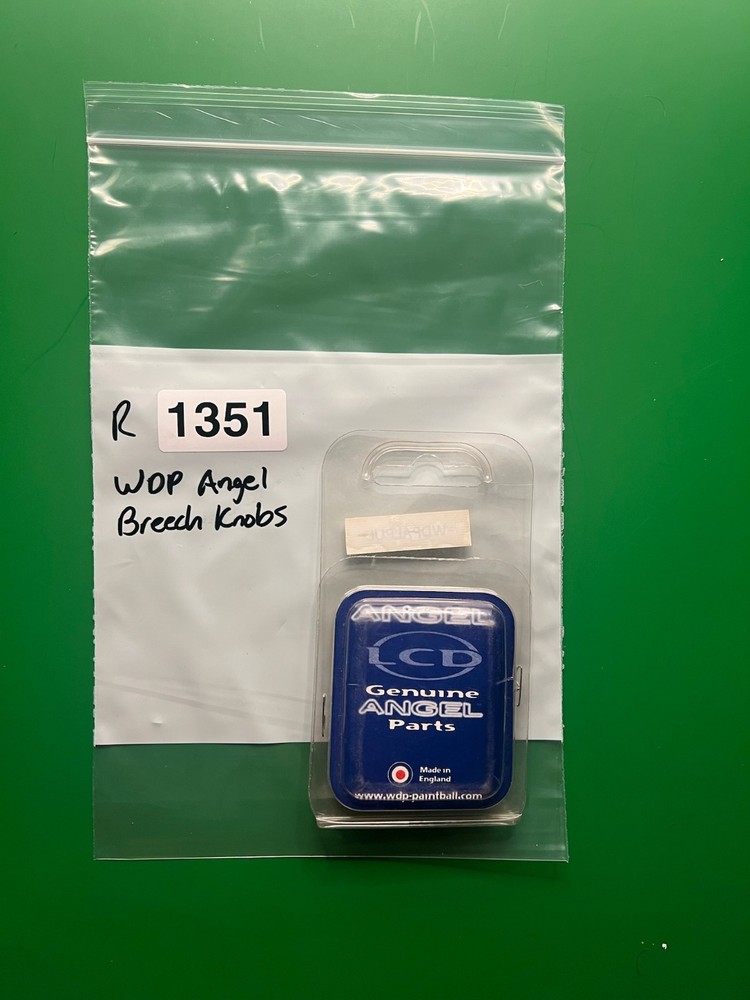 R 1351
WDP Angel
Breech Knobs
ANGEL
LCD
Genuine
ANGEL
Parts
Made in
England
www.wdp-paintball.com